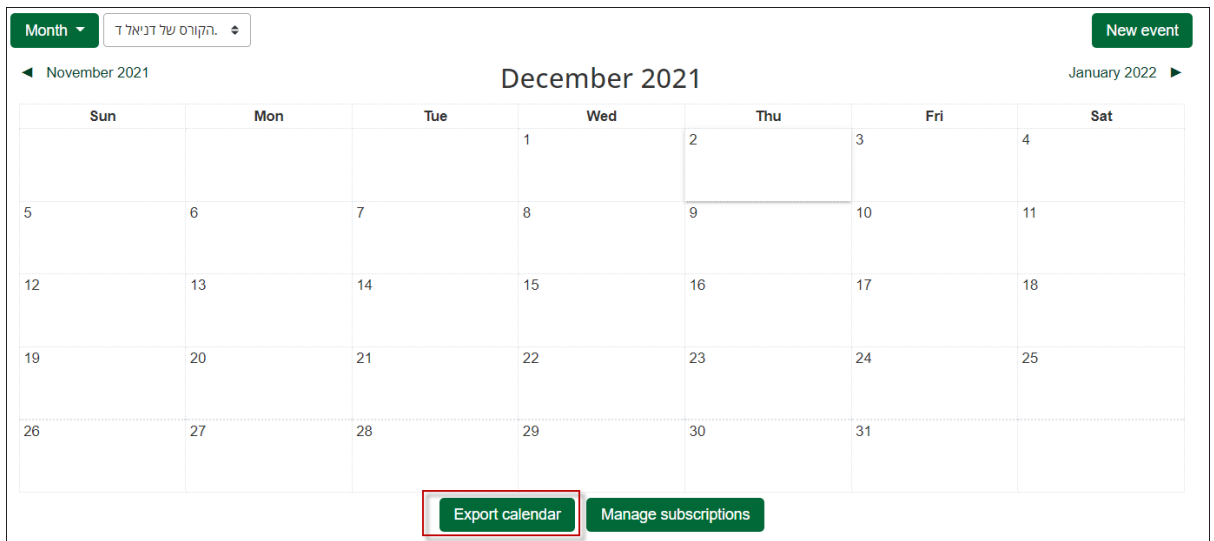 Month הקורס של דניאל ד. New event
◄ November 2021 December 2021 January 2022 ►
Sun Mon Tue Wed Thu Fri Sat
1 2 3 4
5 6 7 8 9 10 11
12 13 14 15 16 17 18
19 20 21 22 23 24 25
26 27 28 29 30 31
Export calendar Manage subscriptions